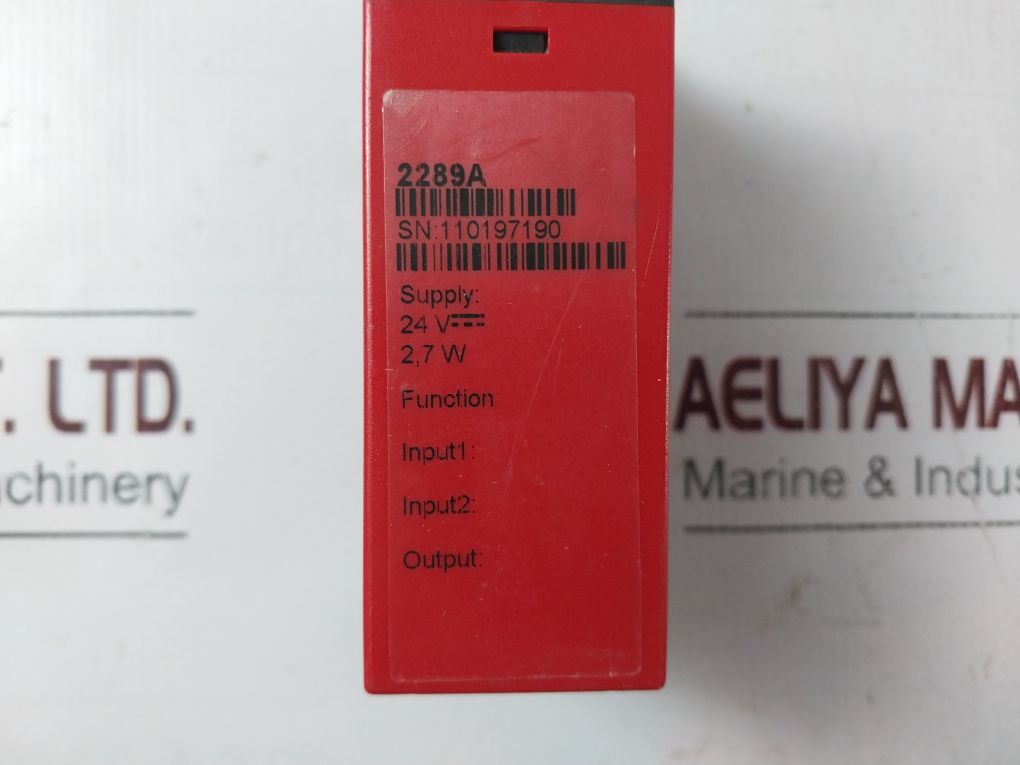 2289A
SN:110197190
Supply:
24 V
2,7 W
Function
Input1:
Input2:
Output:
. LTD.
chinery
AELIYA MA
Marine & Indus